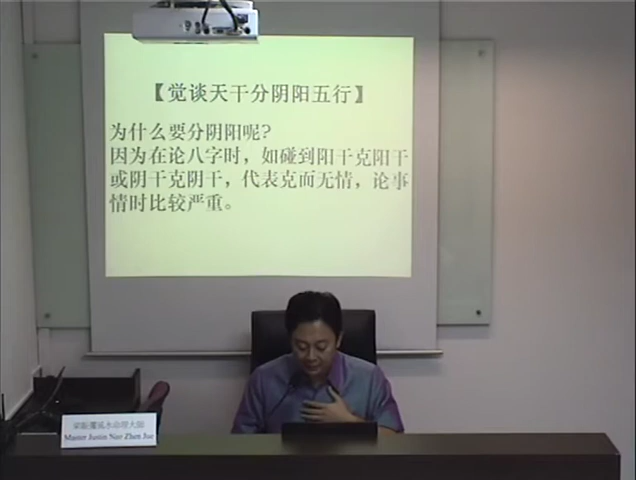 【觉谈天干分阴阳五行】
为什么要分阴阳呢?
因为在论八字时，如碰到阳干克阳干
或阴干克阴干，代表克而无情，论事
情时比较严重。
Master Justin Neo Zhen Jue